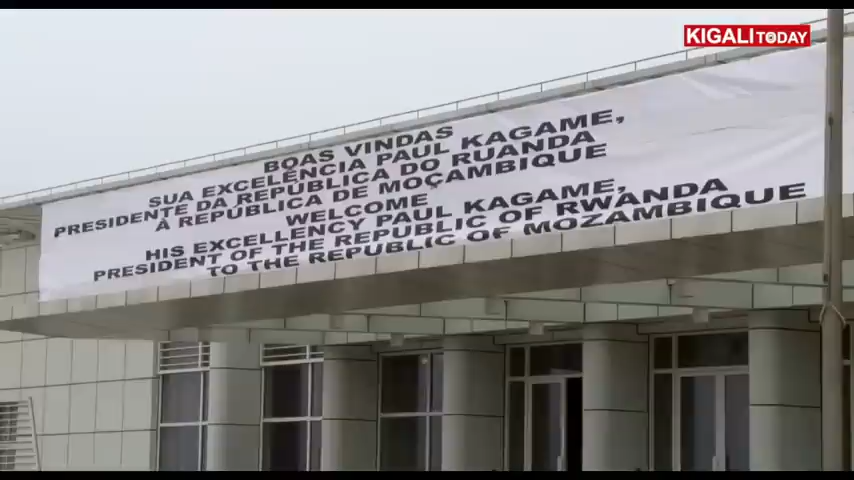 KIGALI TODAY
BOAS VINDAS
SUA EXCELÊNCIA PAUL KAGAME,
PRESIDENTE DA REPÚBLICA DO RUANDA
À REPÚBLICA DE MOÇAMBIQUE
WELCOME
HIS EXCELLENCY PAUL KAGAME,
PRESIDENT OF THE REPUBLIC OF RWANDA
TO THE REPUBLIC OF MOZAMBIQUE